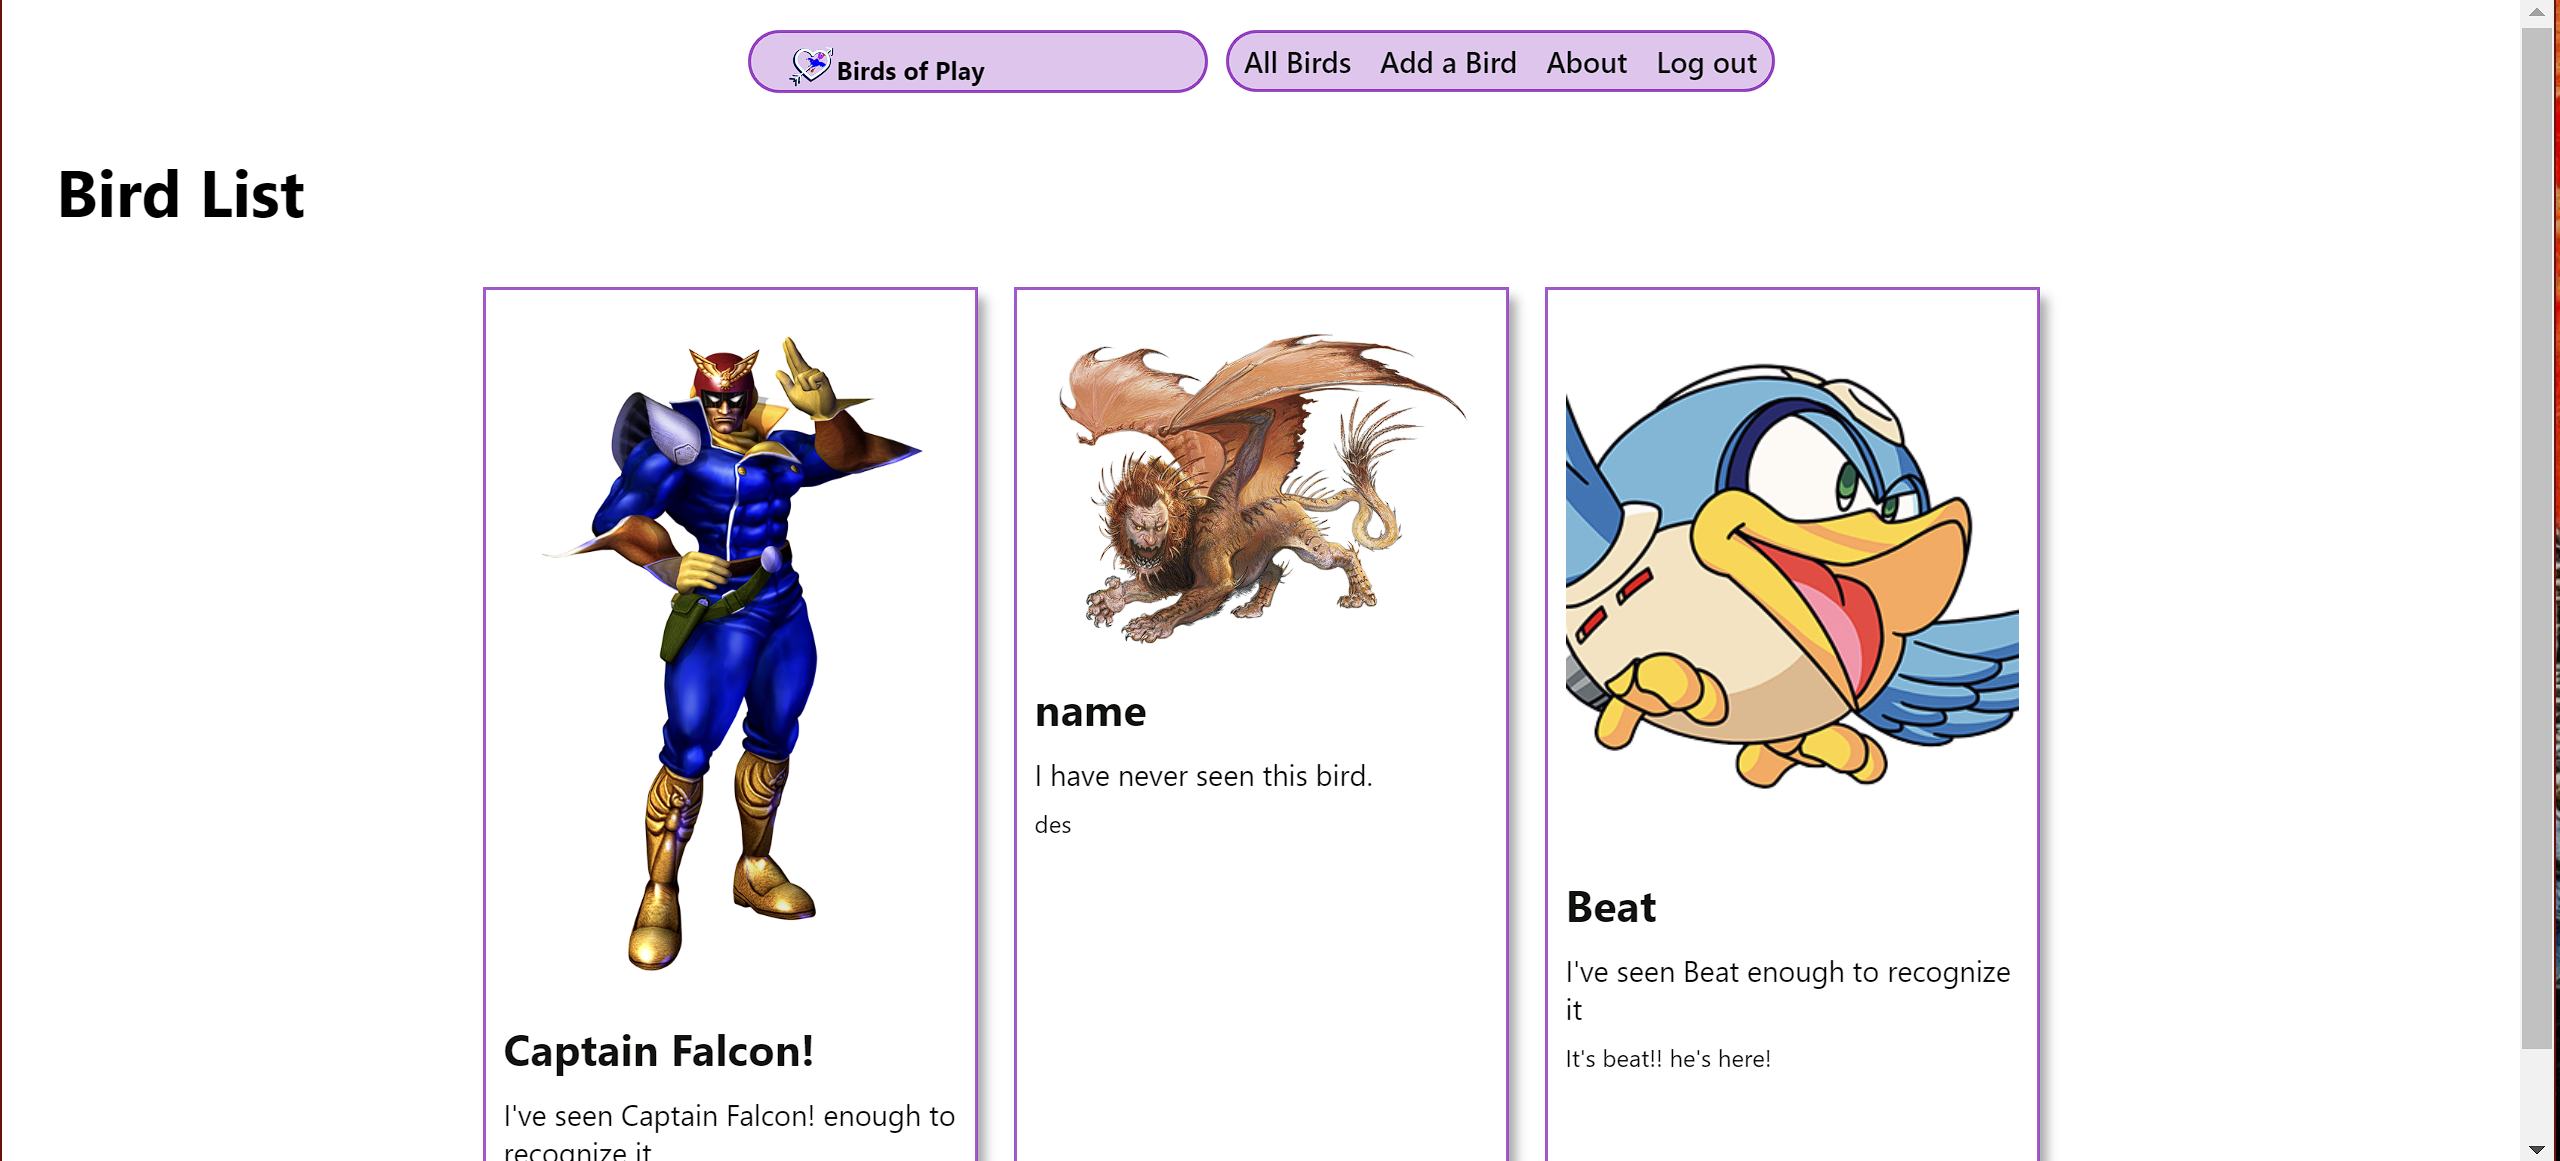 Birds of Play
All Birds Add a Bird About Log out
Bird List
Captain Falcon!
I've seen Captain Falcon! enough to
recognize it
name
I have never seen this bird.
des
Beat
I've seen Beat enough to recognize
it
It's beat!! he's here!